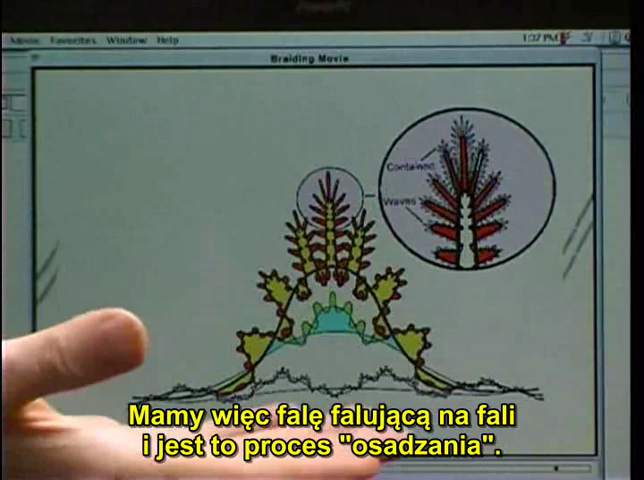 Movie Favorites Window Help
1:37 PM
Braiding Movie
Contained
Waves
Mamy więc falę falującą na fali
i jest to proces "osadzania".